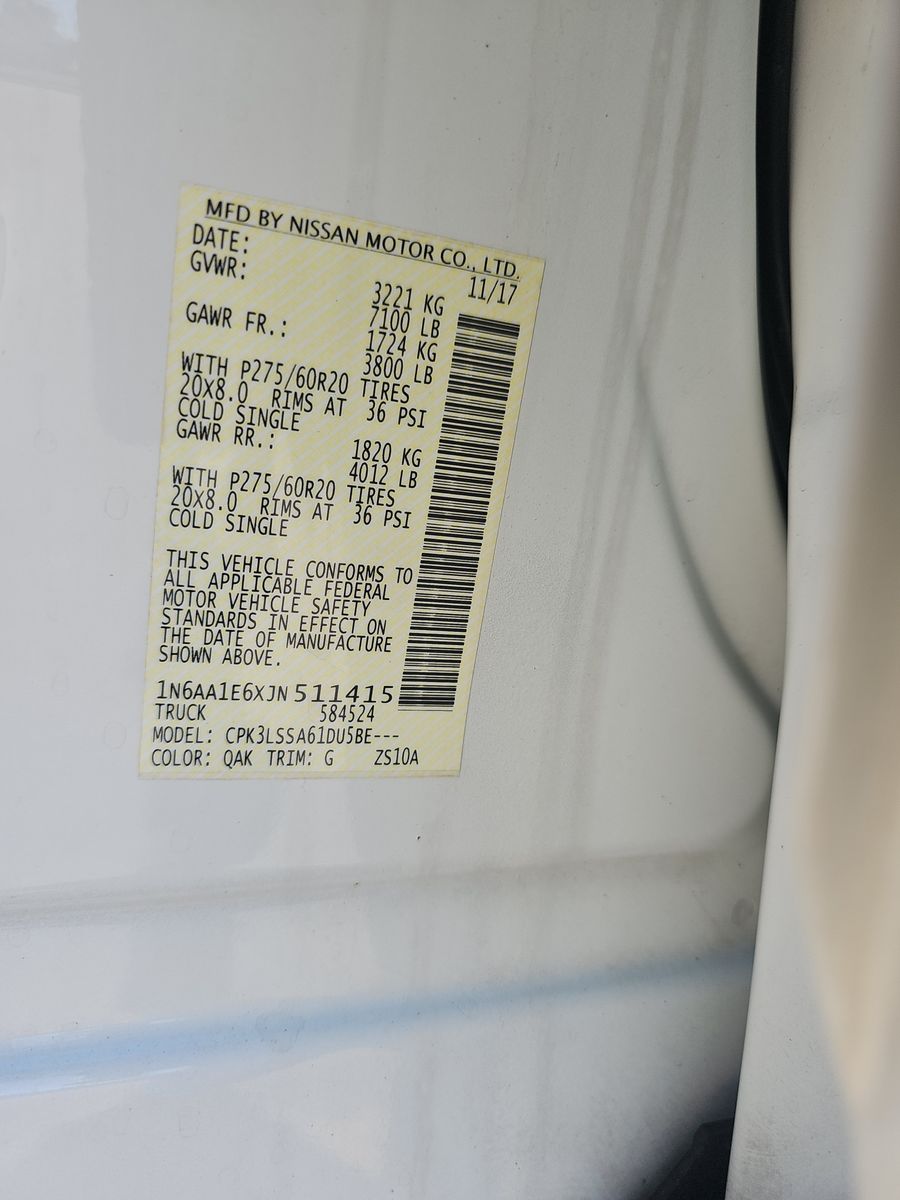 MFD BY NISSAN MOTOR CO., LTD.
DATE: 11/17
GVWR: 3221 KG
7100 LB
GAWR FR.: 1724 KG
3800 LB
WITH P275/60R20 TIRES
20X8.0 RIMS AT 36 PSI
COLD SINGLE
GAWR RR.: 1820 KG
4012 LB
WITH P275/60R20 TIRES
20X8.0 RIMS AT 36 PSI
COLD SINGLE
THIS VEHICLE CONFORMS TO
ALL APPLICABLE FEDERAL
MOTOR VEHICLE SAFETY
STANDARDS IN EFFECT ON
THE DATE OF MANUFACTURE
SHOWN ABOVE.
1N6AA1E6XJN511415
TRUCK 584524
MODEL: CPK3LSSA61DU5BE---
COLOR: QAK TRIM: G ZS10A